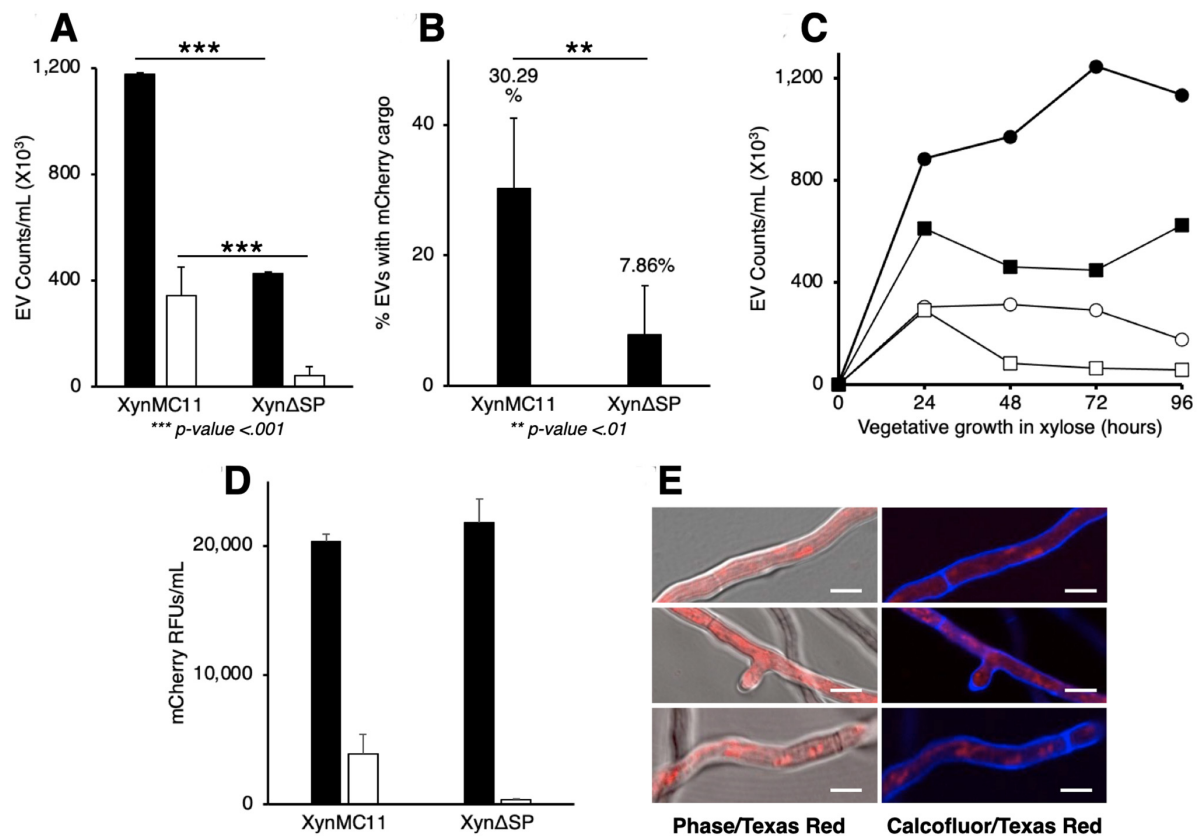 A
***
1,200
800
400
0
EV Counts/mL (X10³)
***
XynMC11
XynΔSP
*** p-value <.001
B
**
30.29
%
7.86%
40
20
0
% EVs with mCherry cargo
XynMC11
XynΔSP
** p-value <.01
C
1,200
800
400
0
EV Counts/mL (X10³)
0
24
48
72
96
Vegetative growth in xylose (hours)
D
20,000
10,000
0
mCherry RFUs/mL
XynMC11
XynΔSP
E
Phase/Texas Red
Calcofluor/Texas Red